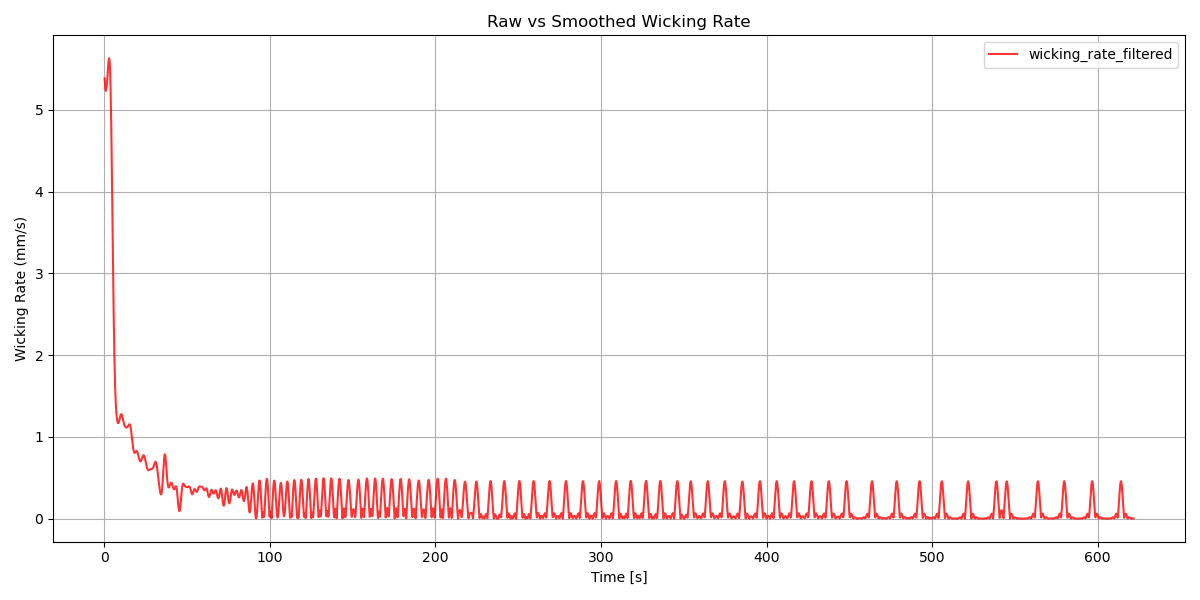 Raw vs Smoothed Wicking Rate
wicking_rate_filtered
Wicking Rate (mm/s)
5
4
3
2
1
0
0 100 200 300 400 500 600
Time [s]